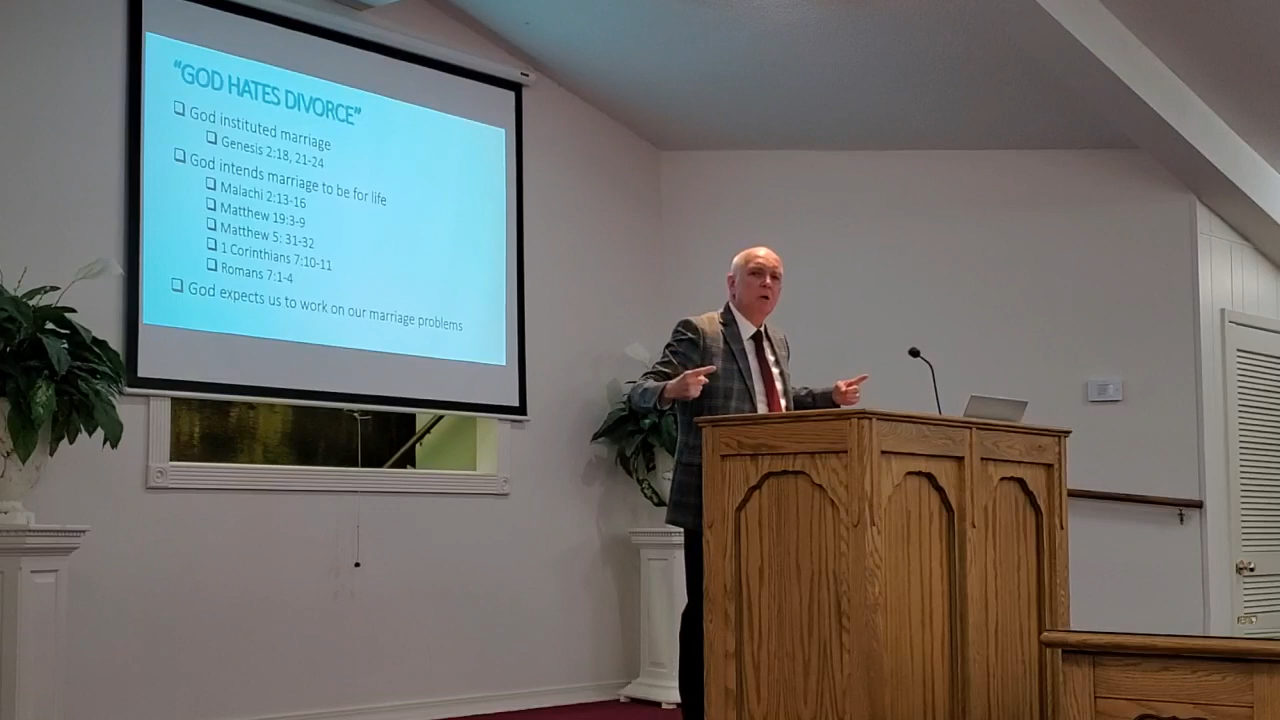 “GOD HATES DIVORCE”
❑ God instituted marriage
❑ Genesis 2:18, 21-24
❑ God intends marriage to be for life
❑ Malachi 2:13-16
❑ Matthew 19:3-9
❑ Matthew 5: 31-32
❑ 1 Corinthians 7:10-11
❑ Romans 7:1-4
❑ God expects us to work on our marriage problems